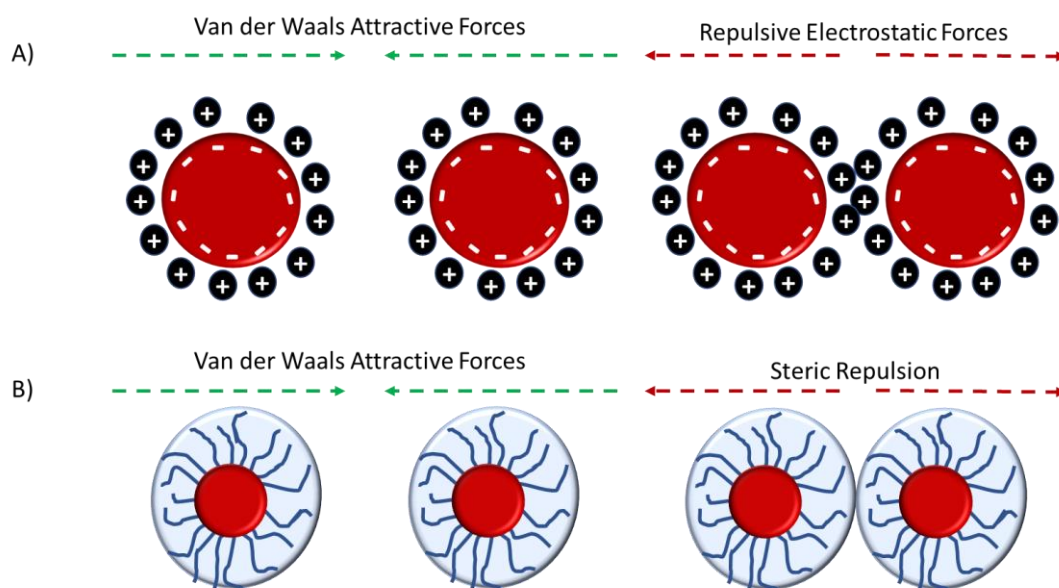 Van der Waals Attractive Forces
Repulsive Electrostatic Forces
A)
Van der Waals Attractive Forces
Steric Repulsion
B)